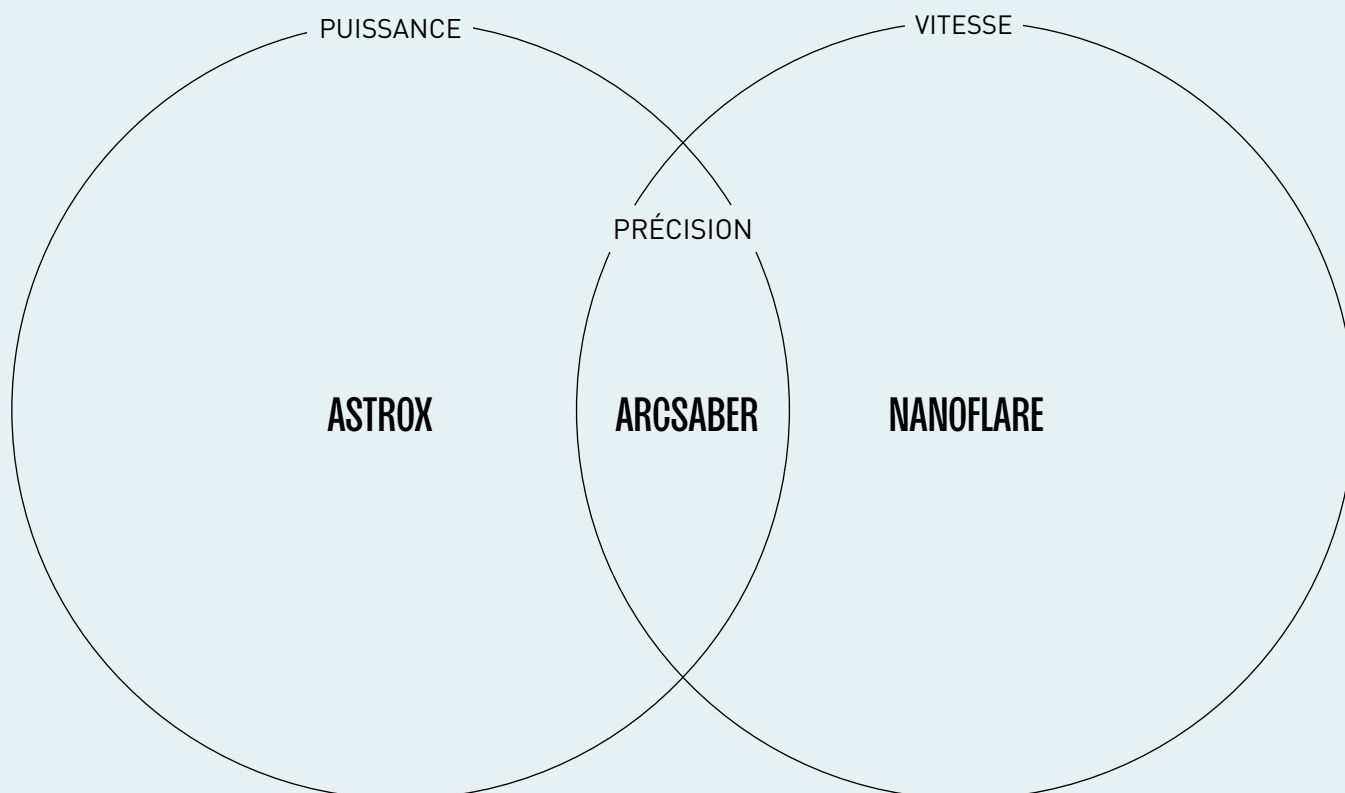 PUISSANCE
VITESSE
PRÉCISION
ASTROX
ARCSABER
NANOFLARE